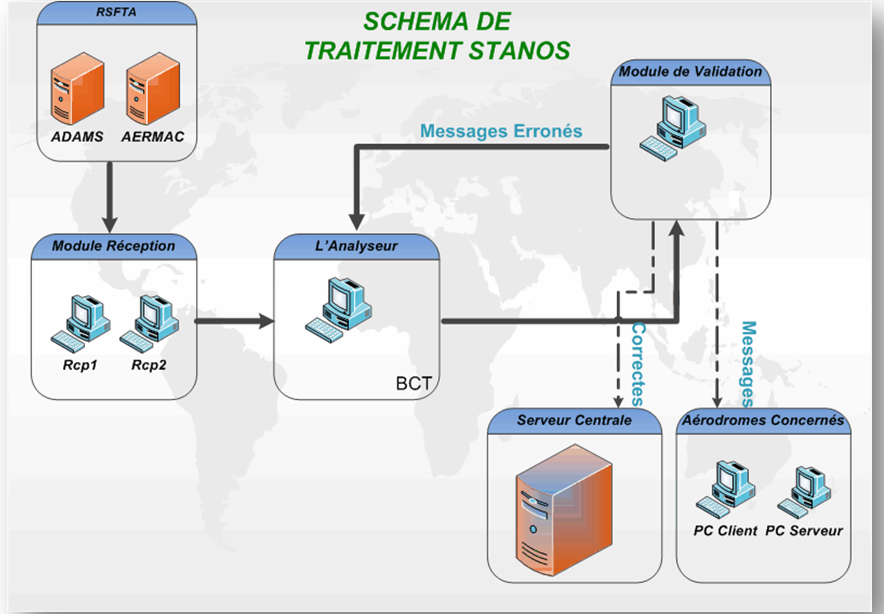 SCHEMA DE
TRAITEMENT STANOS
RSFTA
ADAMS
AERMAC
Module de Validation
Messages Erronés
Module Réception
Rcp1
Rcp2
L'Analyseur
BCT
Correctes
Messages
Serveur Centrale
Aérodromes Concernés
PC Client
PC Serveur